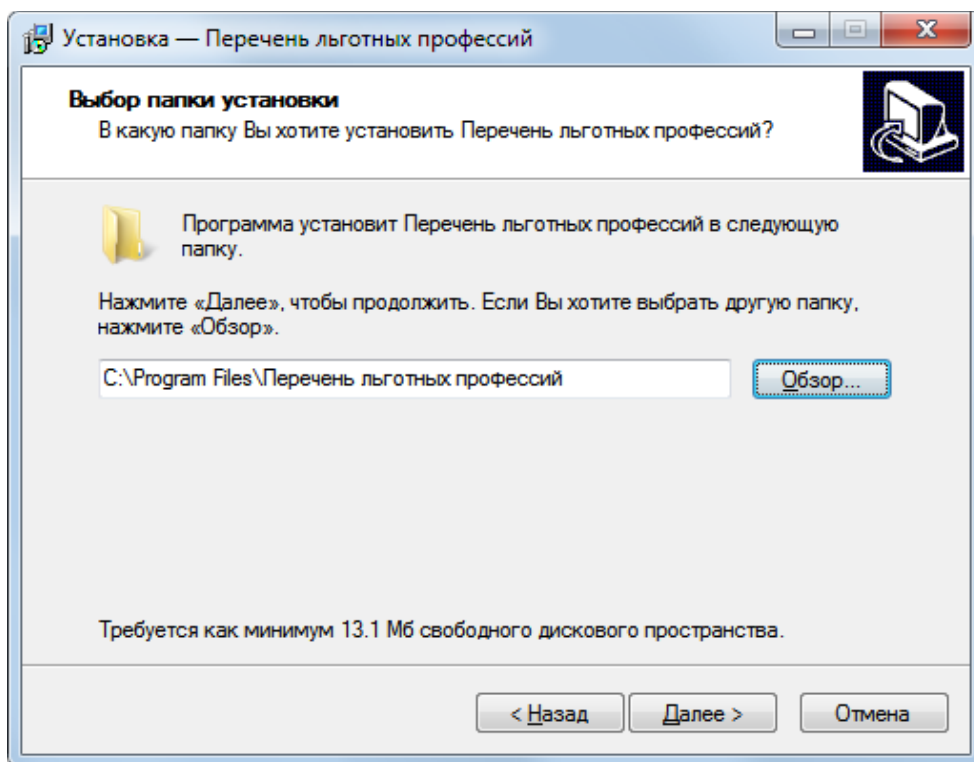 Установка — Перечень льготных профессий
Выбор папки установки
В какую папку Вы хотите установить Перечень льготных профессий?
Программа установит Перечень льготных профессий в следующую
папку.
Нажмите «Далее», чтобы продолжить. Если Вы хотите выбрать другую папку,
нажмите «Обзор».
C:\Program Files\Перечень льготных профессий
Обзор...
Требуется как минимум 13.1 Мб свободного дискового пространства.
< Назад
Далее >
Отмена